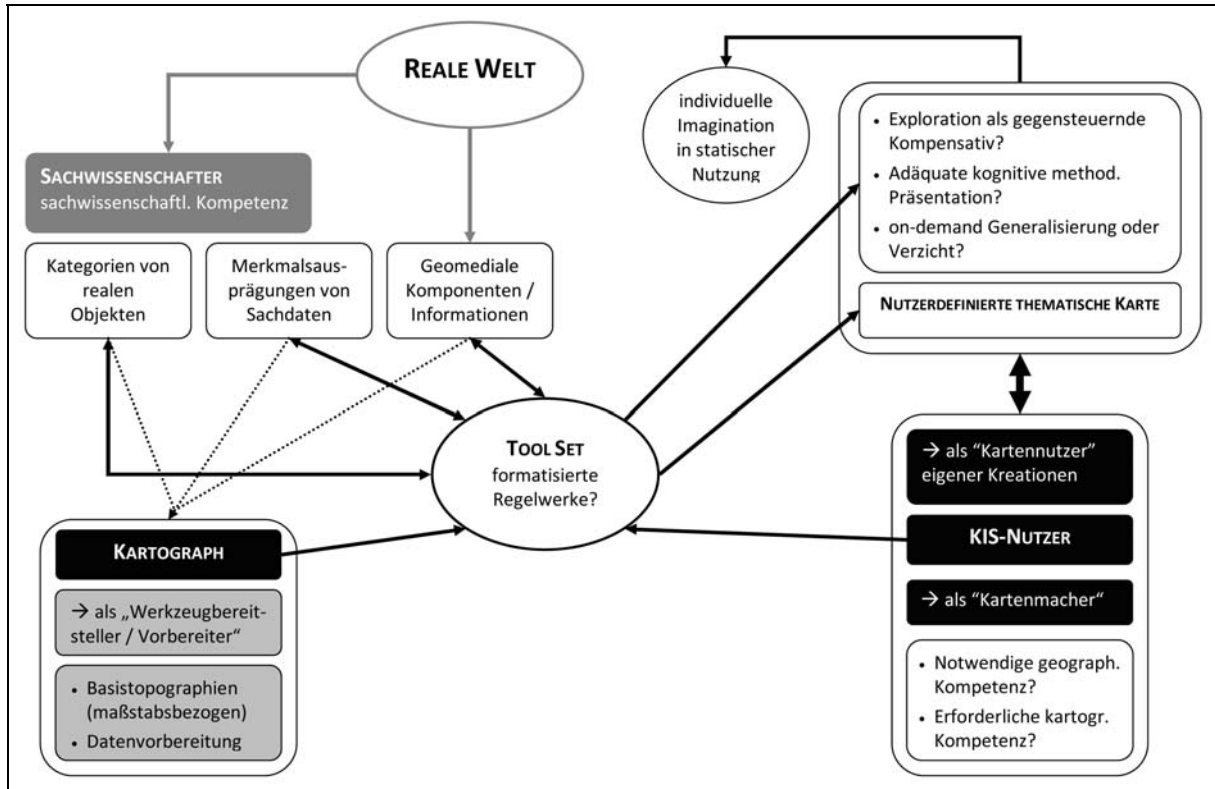 REALE WELT
individuelle
Imagination
in statischer
Nutzung
• Exploration als gegensteuernde
Kompensativ?
• Adäquate kognitive method.
Präsentation?
• on-demand Generalisierung oder
Verzicht?
NUTZERDEFINIERTE THEMATISCHE KARTE
SACHWISSENSCHAFTER
sachwissenschaftl. Kompetenz
Kategorien von
realen
Objekten
Merkmalsaus-
prägungen von
Sachdaten
Geomediale
Komponenten /
Informationen
TOOL SET
formatisierte
Regelwerke?
KARTOGRAPH
→ als „Werkzeugbereit-
steller / Vorbereiter“
• Basistopographien
(maßstabsbezogen)
• Datenvorbereitung
→ als “Kartennutzer”
eigener Kreationen
KIS-NUTZER
→ als “Kartenmacher“
• Notwendige geograph.
Kompetenz?
• Erforderliche kartogr.
Kompetenz?